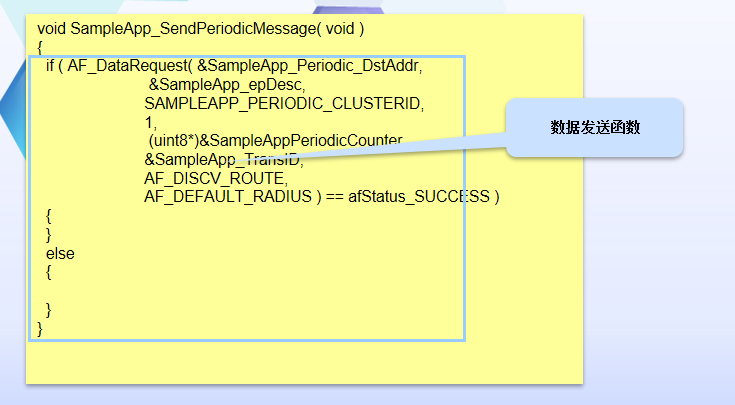 void SampleApp_SendPeriodicMessage( void )
{
if ( AF_DataRequest( &SampleApp_Periodic_DstAddr,
&SampleApp_epDesc,
SAMPLEAPP_PERIODIC_CLUSTERID,
1,
(uint8*)&SampleAppPeriodicCounter
&SampleApp_TransID,
AF_DISCV_ROUTE,
AF_DEFAULT_RADIUS ) == afStatus_SUCCESS )
{
}
else
{
}
}
数据发送函数